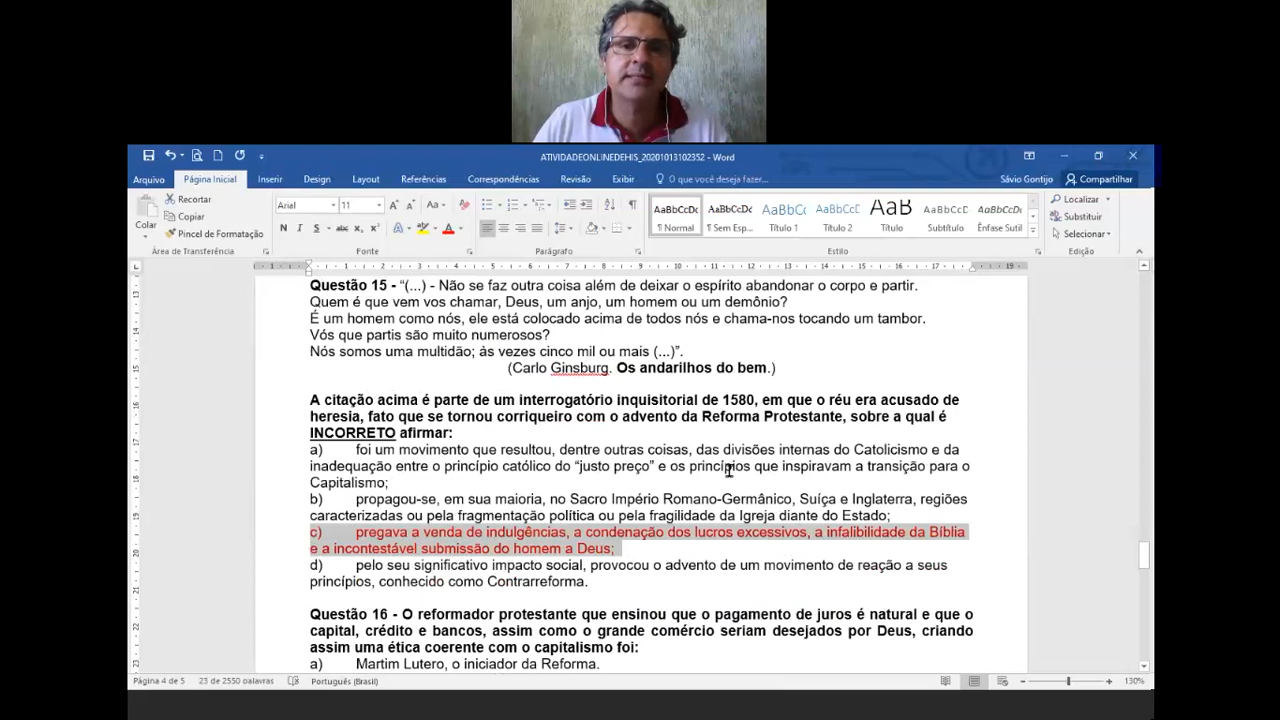 ATIVIDADEONLINEDEHIS_20201013102352 - Word
Arquivo Página Inicial Inserir Design Layout Referências Correspondências Revisão Exibir O que você deseja fazer... Sávio Gontijo Compartilhar
Colar
Recortar
Copiar
Pincel de Formatação
Área de Transferência
Arial 11
Fonte
Parágrafo
AaBbCcDc AaBbCcDc AaBbCc AaBbCcD AaB AaBbCcD AaBbCcDc
¶ Normal ¶ Sem Esp... Título 1 Título 2 Título Subtítulo Ênfase Sutil
Estilo
Localizar
Substituir
Selecionar
Edição
Questão 15 - “(...) - Não se faz outra coisa além de deixar o espírito abandonar o corpo e partir.
Quem é que vem vos chamar, Deus, um anjo, um homem ou um demônio?
É um homem como nós, ele está colocado acima de todos nós e chama-nos tocando um tambor.
Vós que partis são muito numerosos?
Nós somos uma multidão; às vezes cinco mil ou mais (...)”.
(Carlo Ginsburg. Os andarilhos do bem.)
A citação acima é parte de um interrogatório inquisitorial de 1580, em que o réu era acusado de
heresia, fato que se tornou corriqueiro com o advento da Reforma Protestante, sobre a qual é
INCORRETO afirmar:
a) foi um movimento que resultou, dentre outras coisas, das divisões internas do Catolicismo e da
inadequação entre o princípio católico do “justo preço” e os princípios que inspiravam a transição para o
Capitalismo;
b) propagou-se, em sua maioria, no Sacro Império Romano-Germânico, Suíça e Inglaterra, regiões
caracterizadas ou pela fragmentação política ou pela fragilidade da Igreja diante do Estado;
c) pregava a venda de indulgências, a condenação dos lucros excessivos, a infalibilidade da Bíblia
e a incontestável submissão do homem a Deus;
d) pelo seu significativo impacto social, provocou o advento de um movimento de reação a seus
princípios, conhecido como Contrarreforma.
Questão 16 - O reformador protestante que ensinou que o pagamento de juros é natural e que o
capital, crédito e bancos, assim como o grande comércio seriam desejados por Deus, criando
assim uma ética coerente com o capitalismo foi:
a) Martim Lutero, o iniciador da Reforma.
Página 4 de 5 23 de 2550 palavras Português (Brasil) 130%